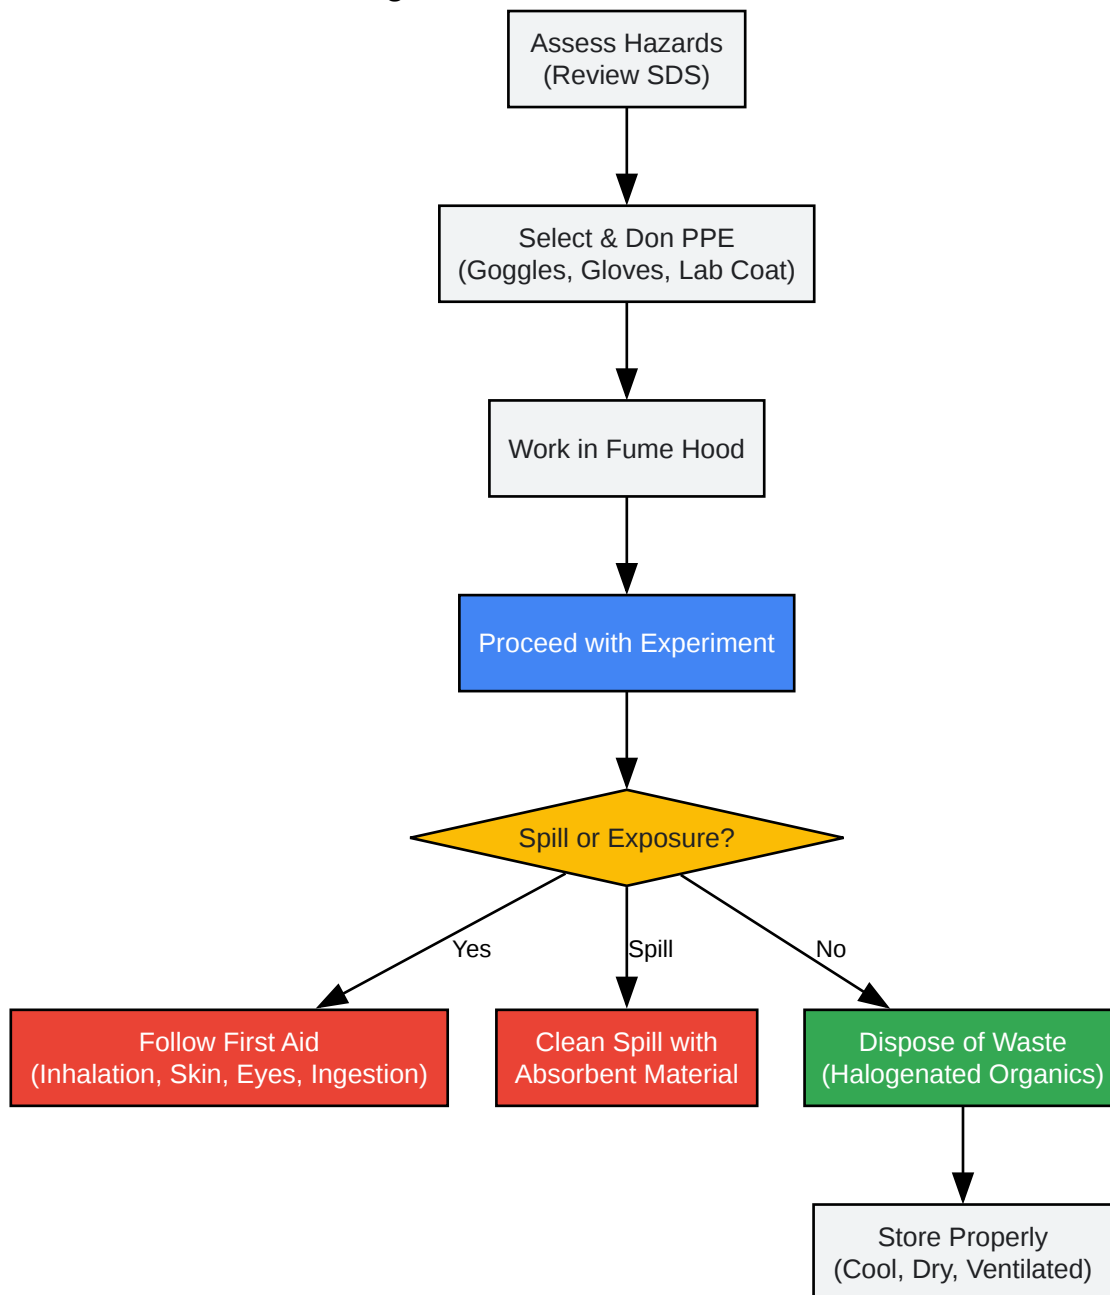 Assess Hazards
(Review SDS)
Select & Don PPE
(Goggles, Gloves, Lab Coat)
Work in Fume Hood
Proceed with Experiment
Spill or Exposure?
Yes
Spill
No
Follow First Aid
(Inhalation, Skin, Eyes, Ingestion)
Clean Spill with
Absorbent Material
Dispose of Waste
(Halogenated Organics)
Store Properly
(Cool, Dry, Ventilated)